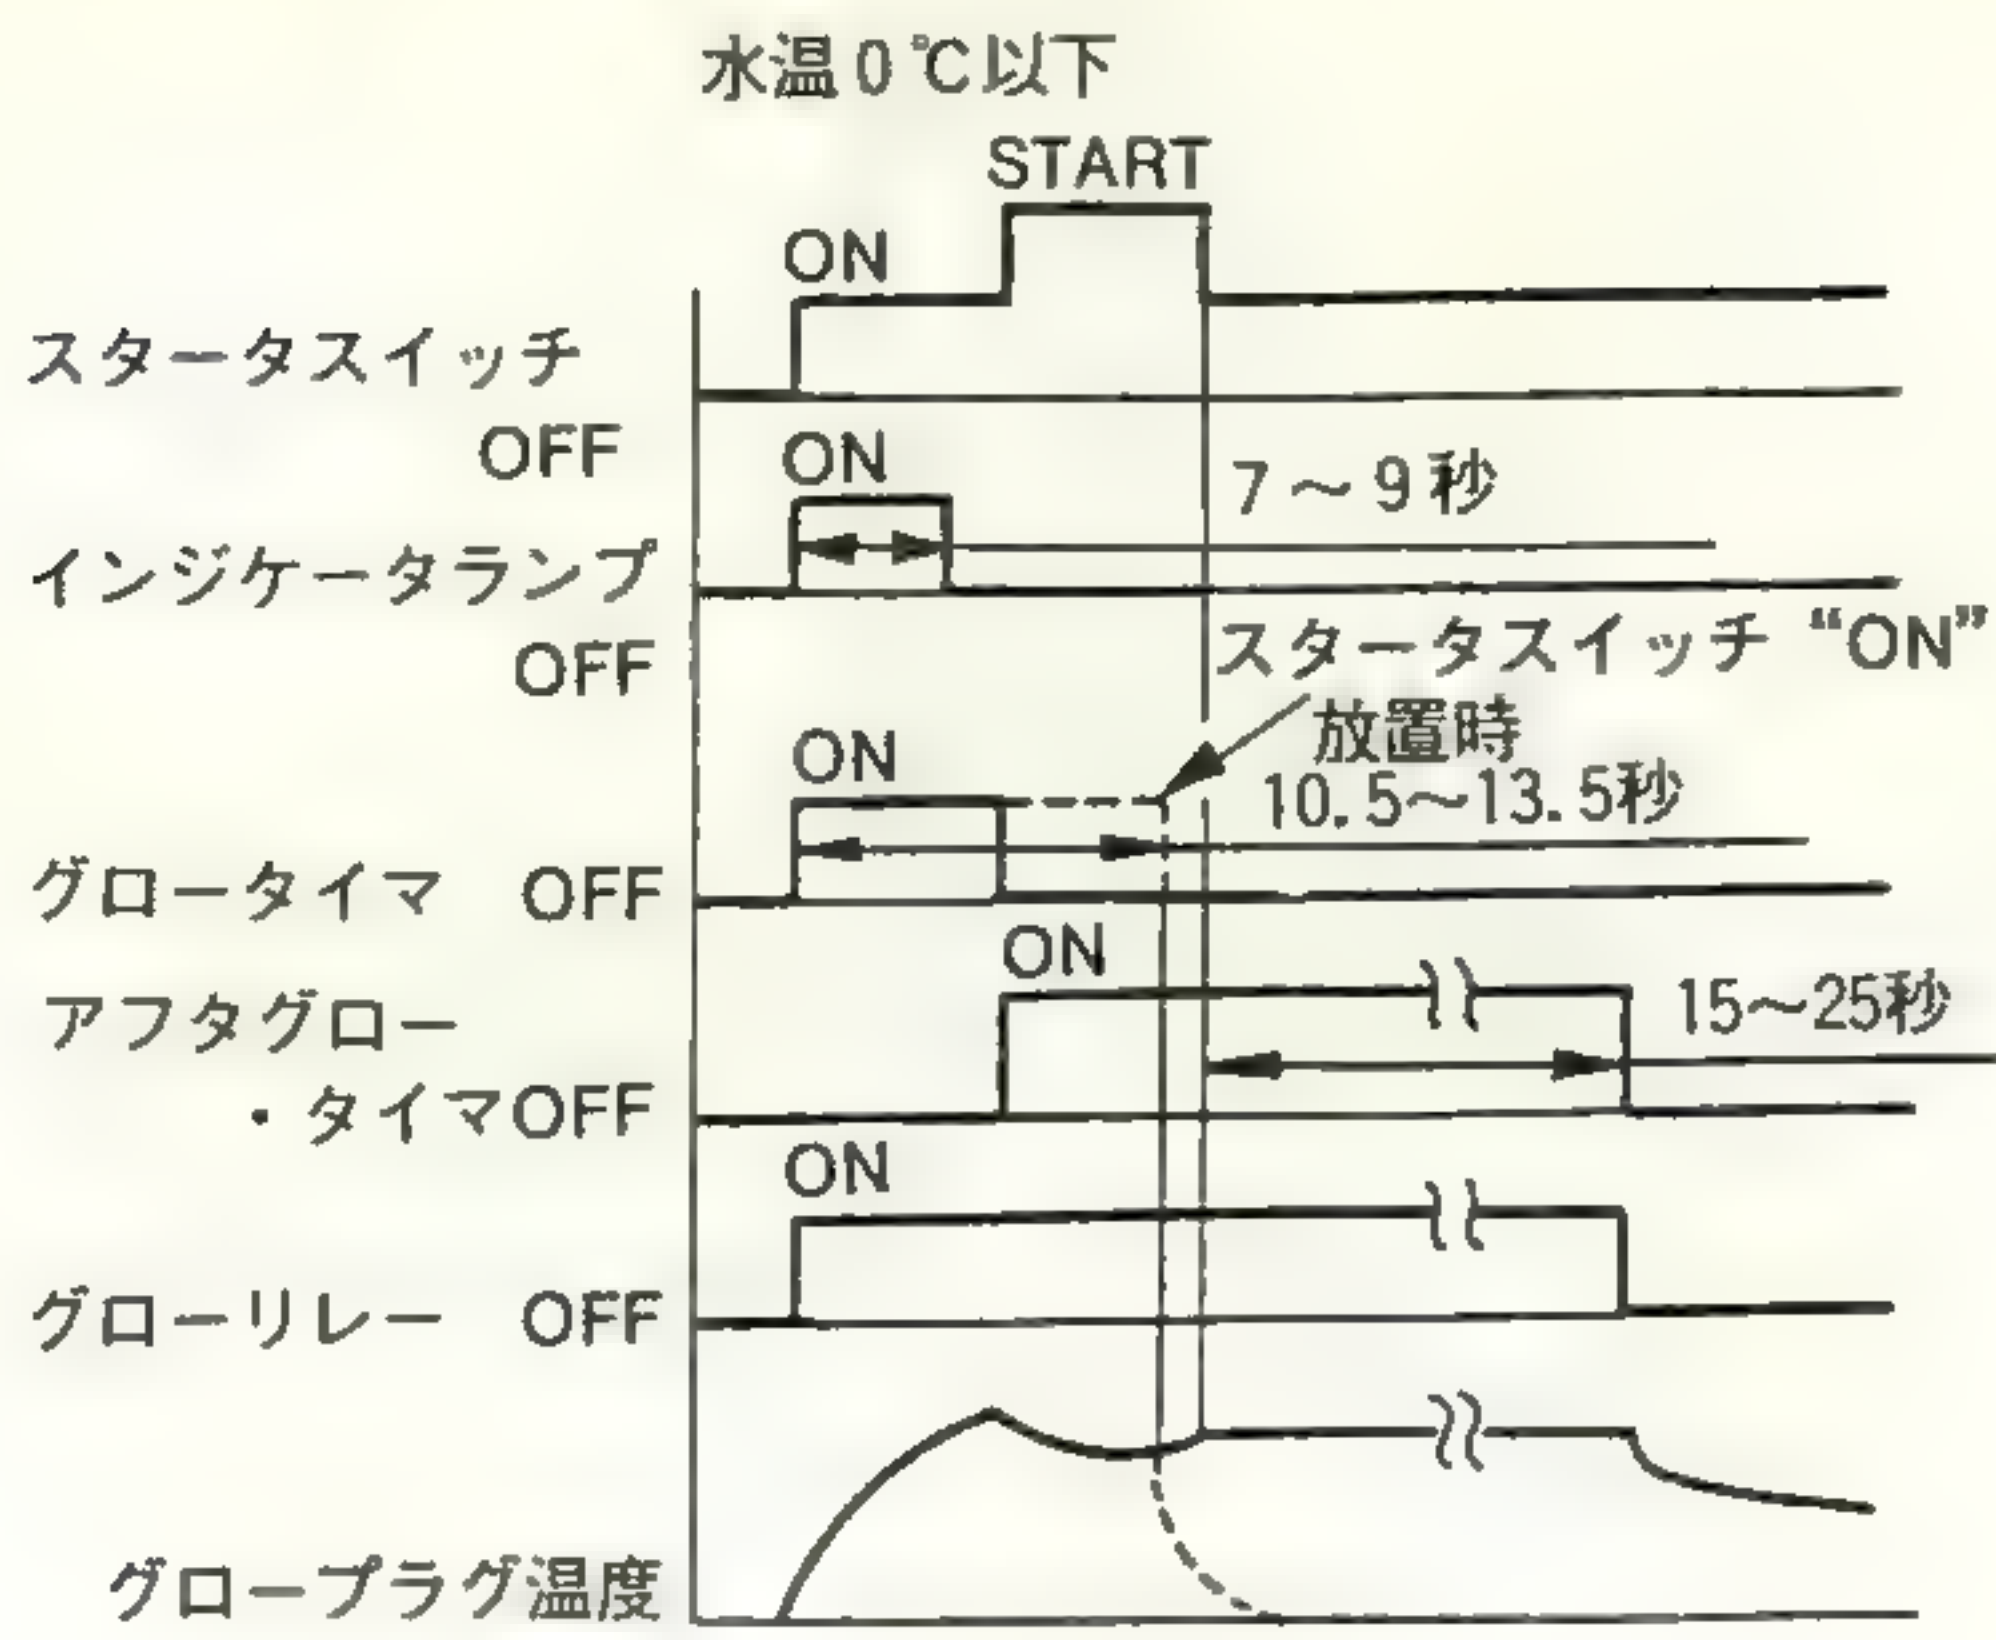 水温0℃以下
START
ON
スタータスイッチ
OFF
ON
7～9秒
インジケータランプ
OFF
スタータスイッチ “ON”
放置時
ON
10.5～13.5秒
グロータイマ OFF
ON
アフタグロー
15～25秒
・タイマOFF
ON
グローリレー OFF
グロープラグ温度